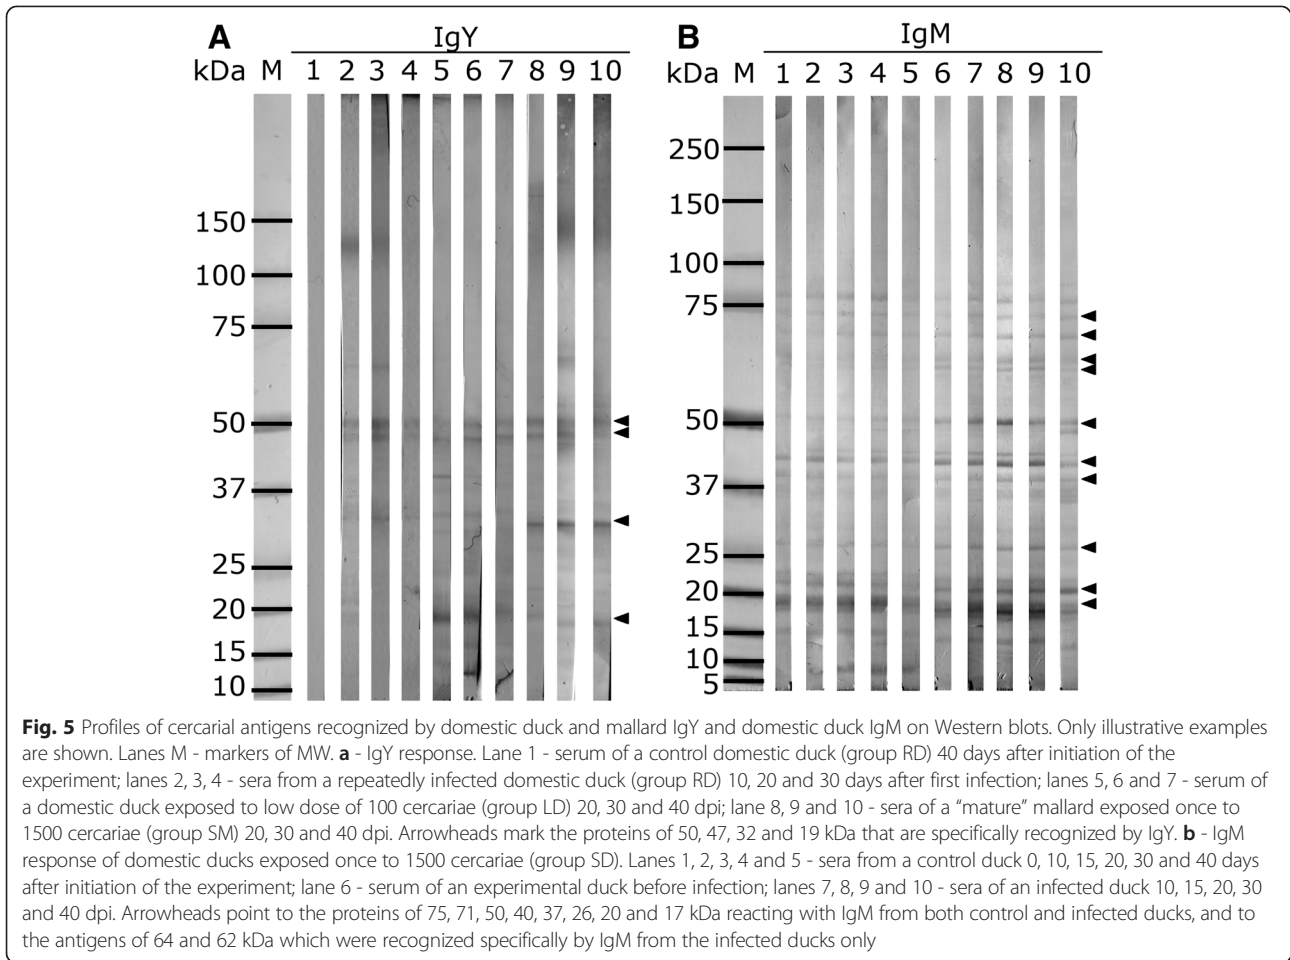 A IgY
kDa M 1 2 3 4 5 6 7 8 9 10
150
100
75
50
37
25
20
15
10
B IgM
kDa M 1 2 3 4 5 6 7 8 9 10
250
150
100
75
50
37
25
20
15
10
5
Fig. 5 Profiles of cercarial antigens recognized by domestic duck and mallard IgY and domestic duck IgM on Western blots. Only illustrative examples
are shown. Lanes M - markers of MW. a - IgY response. Lane 1 - serum of a control domestic duck (group RD) 40 days after initiation of the
experiment; lanes 2, 3, 4 - sera from a repeatedly infected domestic duck (group RD) 10, 20 and 30 days after first infection; lanes 5, 6 and 7 - serum of
a domestic duck exposed to low dose of 100 cercariae (group LD) 20, 30 and 40 dpi; lane 8, 9 and 10 - sera of a “mature” mallard exposed once to
1500 cercariae (group SM) 20, 30 and 40 dpi. Arrowheads mark the proteins of 50, 47, 32 and 19 kDa that are specifically recognized by IgY. b - IgM
response of domestic ducks exposed once to 1500 cercariae (group SD). Lanes 1, 2, 3, 4 and 5 - sera from a control duck 0, 10, 15, 20, 30 and 40 days
after initiation of the experiment; lane 6 - serum of an experimental duck before infection; lanes 7, 8, 9 and 10 - sera of an infected duck 10, 15, 20, 30
and 40 dpi. Arrowheads point to the proteins of 75, 71, 50, 40, 37, 26, 20 and 17 kDa reacting with IgM from both control and infected ducks, and to
the antigens of 64 and 62 kDa which were recognized specifically by IgM from the infected ducks only